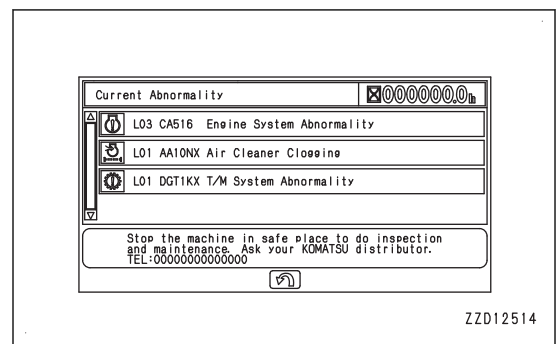 Current Abnormality
000000.0h
L03 CA516 Engine System Abnormality
L01 AA10NX Air Cleaner Clogging
L01 DGT1KX T/M System Abnormality
Stop the machine in safe place to do inspection
and maintenance. Ask your KOMATSU distributor.
TEL:00000000000000
ZZD12514